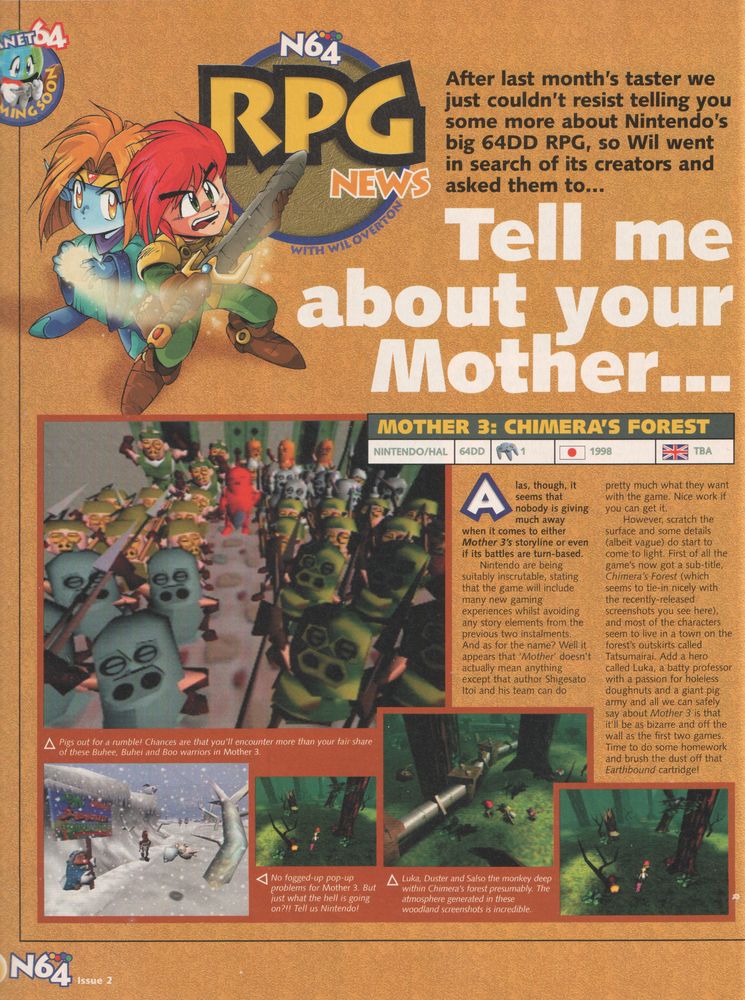 ANET64
MING SOON
N64
RPG
NEWS
WITH WIL OVERTON
After last month's taster we
just couldn't resist telling you
some more about Nintendo's
big 64DD RPG, so Wil went
in search of its creators and
asked them to...
Tell me
about your
Mother...
MOTHER 3: CHIMERA'S FOREST
NINTENDO/HAL 64DD 1 1998 TBA
Alas, though, it
seems that
nobody is giving
much away
when it comes to either
Mother 3's storyline or even
if its battles are turn-based.
Nintendo are being
suitably inscrutable, stating
that the game will include
many new gaming
experiences whilst avoiding
any story elements from the
previous two instalments.
And as for the name? Well it
appears that 'Mother' doesn't
actually mean anything
except that author Shigesato
Itoi and his team can do
pretty much what they want
with the game. Nice work if
you can get it.
However, scratch the
surface and some details
(albeit vague) do start to
come to light. First of all the
game's now got a sub-title,
Chimera's Forest (which
seems to tie-in nicely with
the recently-released
screenshots you see here),
and most of the characters
seem to live in a town on the
forest's outskirts called
Tatsumairai. Add a hero
called Luka, a batty professor
with a passion for holeless
doughnuts and a giant pig
army and all we can safely
say about Mother 3 is that
it'll be as bizarre and off the
wall as the first two games.
Time to do some homework
and brush the dust off that
Earthbound cartridge!
Pigs out for a rumble! Chances are that you'll encounter more than your fair share
of these Buhee, Buhei and Boo warriors in Mother 3.
No fogged-up pop-up
problems for Mother 3. But
just what the hell is going
on?!! Tell us Nintendo!
Luka, Duster and Salso the monkey deep
within Chimera's forest presumably. The
atmosphere generated in these
woodland screenshots is incredible.
N64 Issue 2